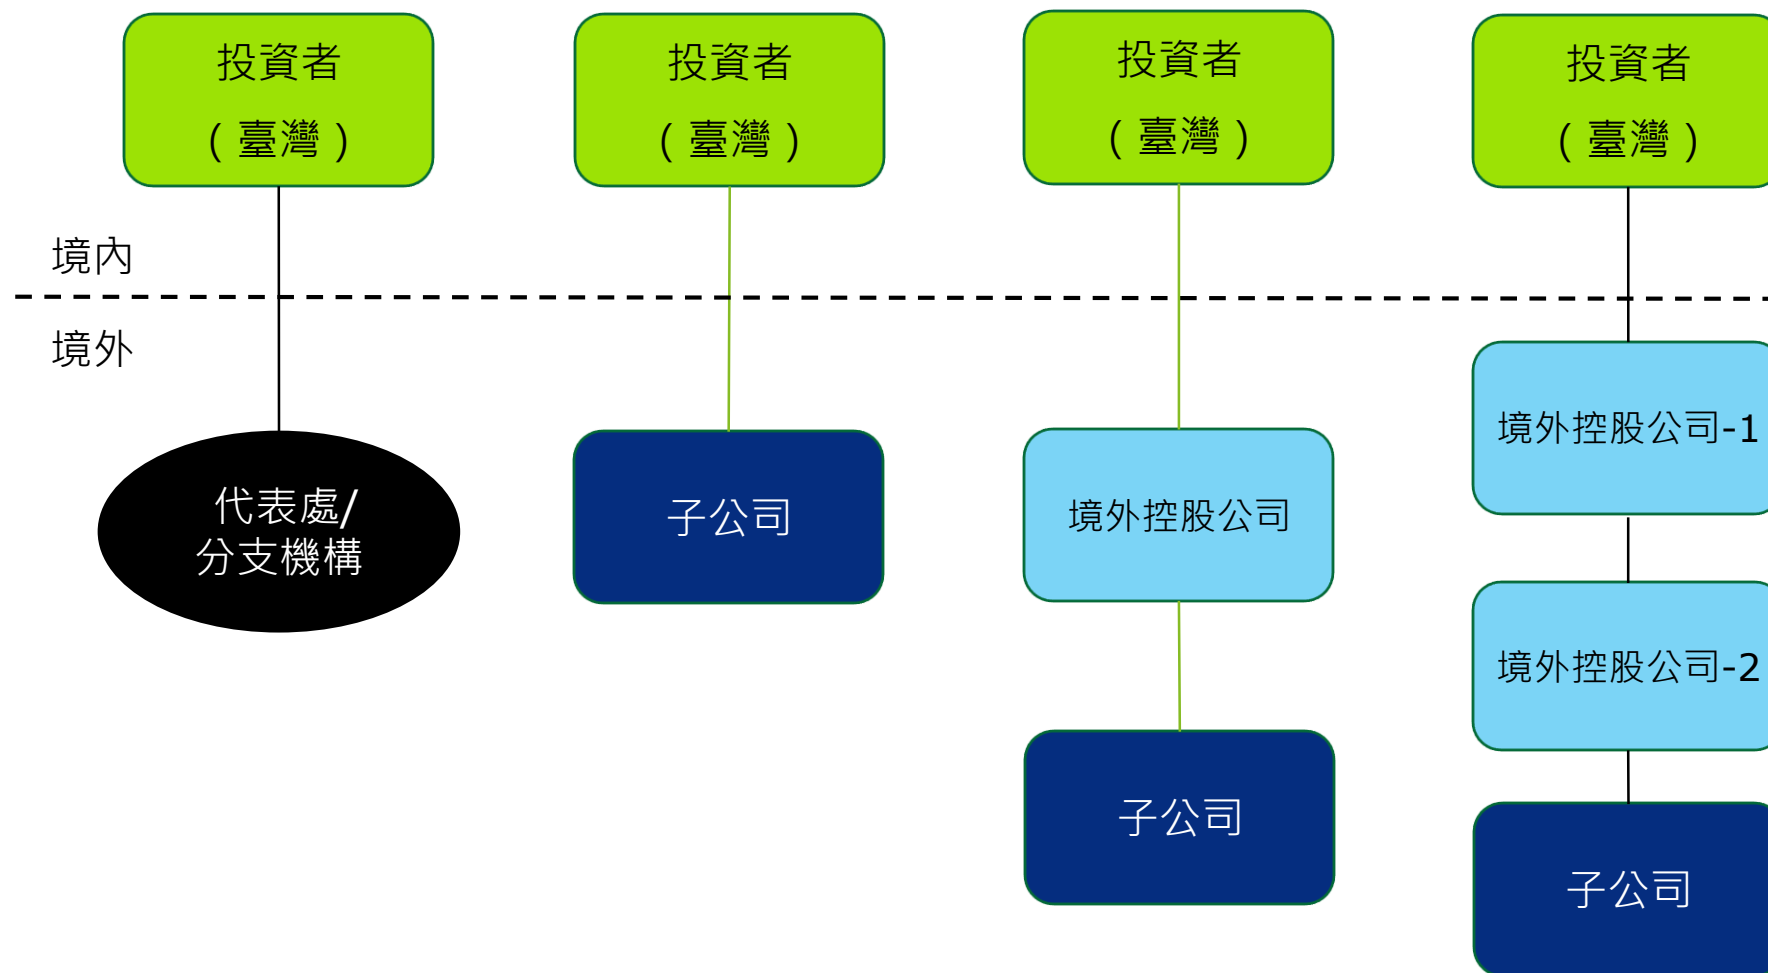 投資者
(臺灣)
投資者
(臺灣)
投資者
(臺灣)
投資者
(臺灣)
境內
境外
代表處/
分支機構
子公司
境外控股公司
子公司
境外控股公司-1
境外控股公司-2
子公司